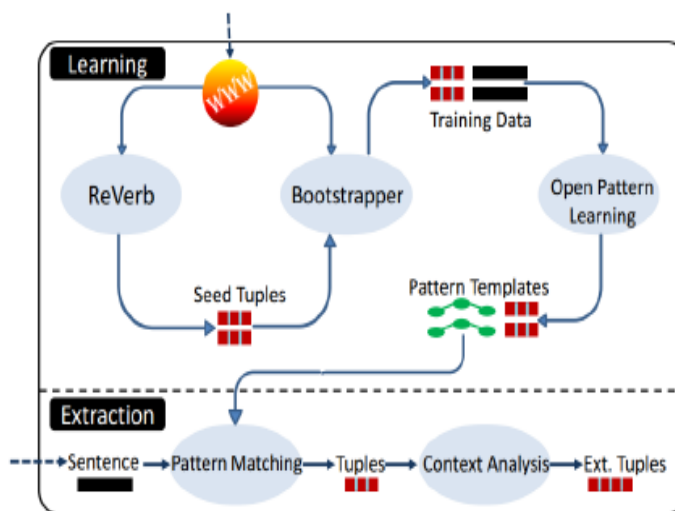 Learning
WWW
Training Data
ReVerb
Bootstrapper
Open Pattern
Learning
Seed Tuples
Pattern Templates
Extraction
Sentence
Pattern Matching
Tuples
Context Analysis
Ext. Tuples